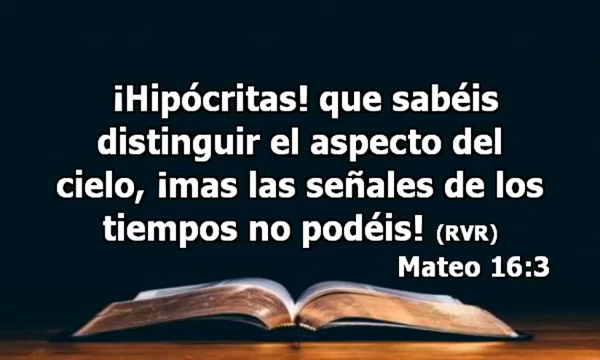 ¡Hipócritas! que sabéis
distinguir el aspecto del
cielo, ¡mas las señales de los
tiempos no podéis! (RVR)
Mateo 16:3